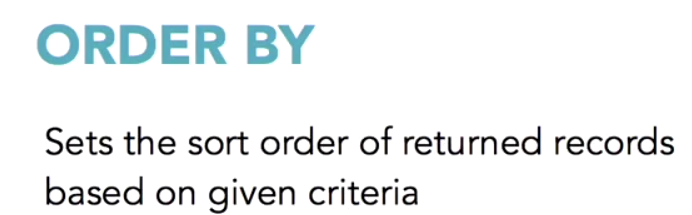 ORDER BY
Sets the sort order of returned records
based on given criteria